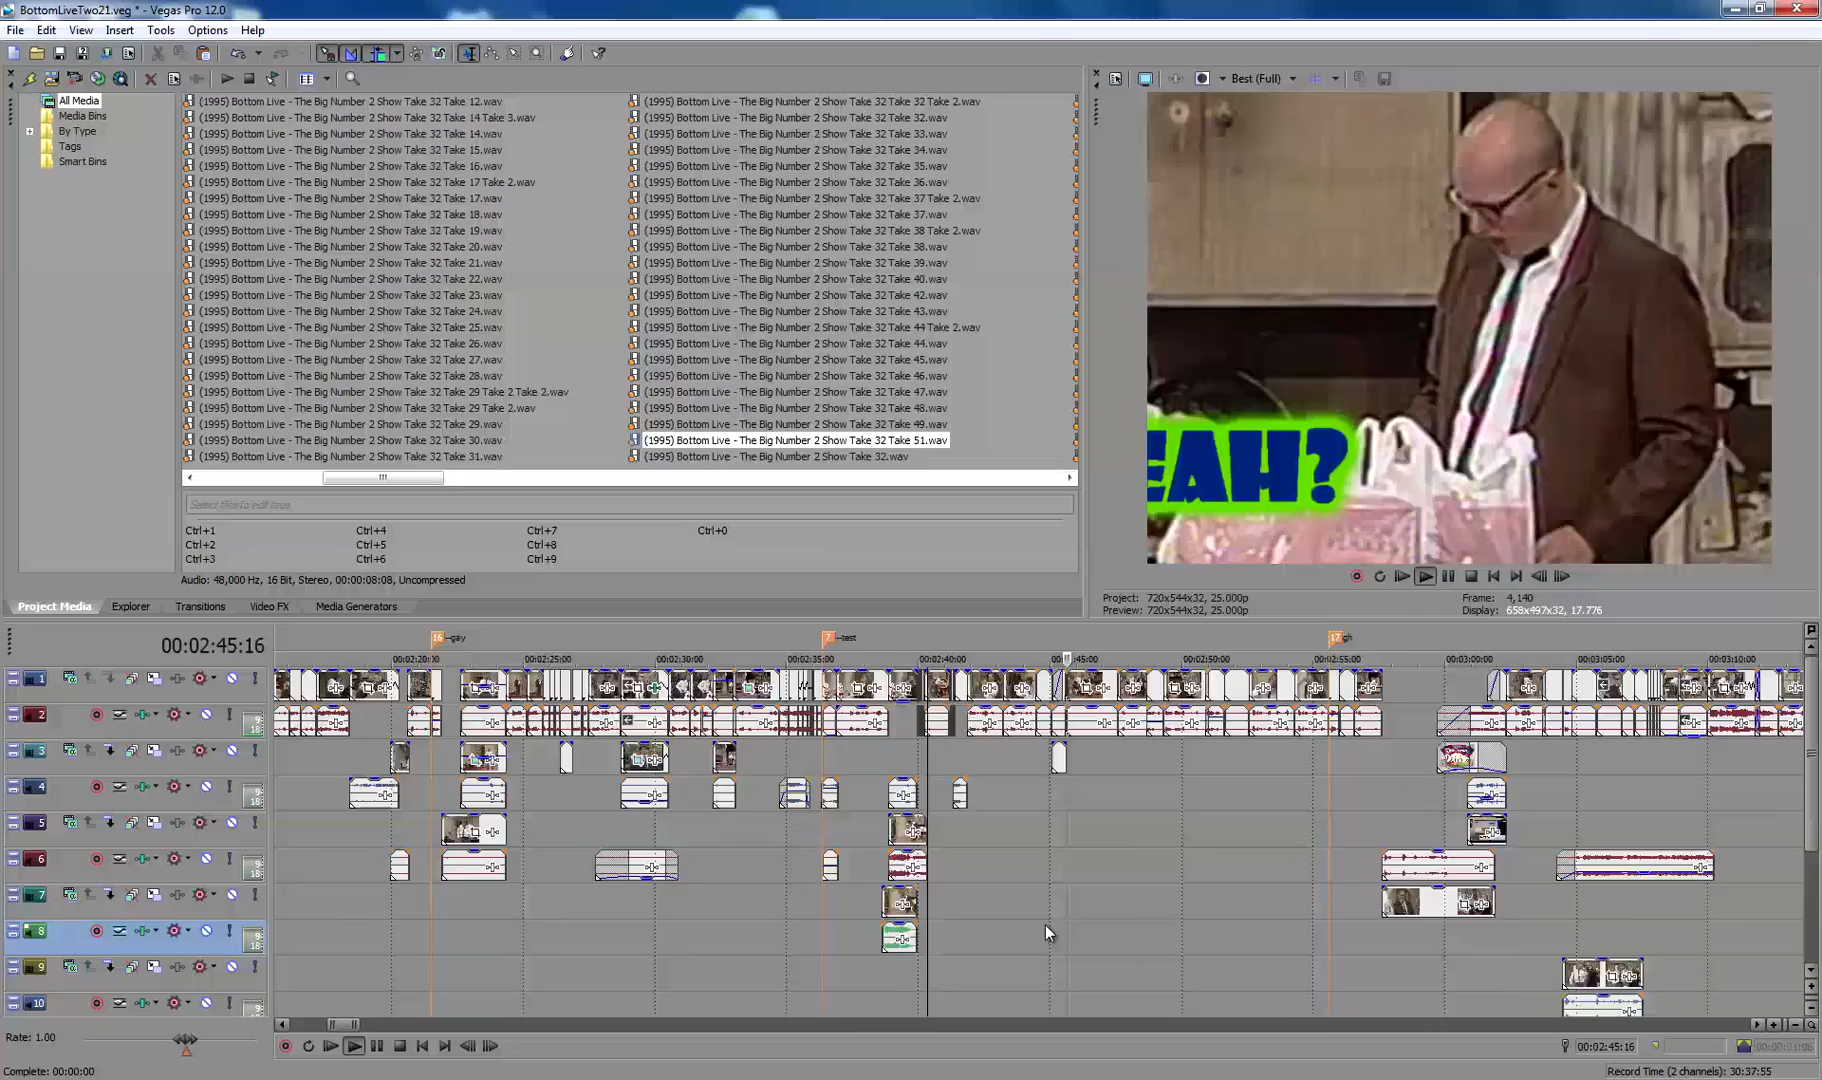 BottomLiveTwo21.veg * - Vegas Pro 12.0
File Edit View Insert Tools Options Help
Best (Full)
All Media
Media Bins
By Type
Tags
Smart Bins
(1995) Bottom Live - The Big Number 2 Show Take 32 Take 12.wav
(1995) Bottom Live - The Big Number 2 Show Take 32 Take 14 Take 3.wav
(1995) Bottom Live - The Big Number 2 Show Take 32 Take 14.wav
(1995) Bottom Live - The Big Number 2 Show Take 32 Take 15.wav
(1995) Bottom Live - The Big Number 2 Show Take 32 Take 16.wav
(1995) Bottom Live - The Big Number 2 Show Take 32 Take 17 Take 2.wav
(1995) Bottom Live - The Big Number 2 Show Take 32 Take 17.wav
(1995) Bottom Live - The Big Number 2 Show Take 32 Take 18.wav
(1995) Bottom Live - The Big Number 2 Show Take 32 Take 19.wav
(1995) Bottom Live - The Big Number 2 Show Take 32 Take 20.wav
(1995) Bottom Live - The Big Number 2 Show Take 32 Take 21.wav
(1995) Bottom Live - The Big Number 2 Show Take 32 Take 22.wav
(1995) Bottom Live - The Big Number 2 Show Take 32 Take 23.wav
(1995) Bottom Live - The Big Number 2 Show Take 32 Take 24.wav
(1995) Bottom Live - The Big Number 2 Show Take 32 Take 25.wav
(1995) Bottom Live - The Big Number 2 Show Take 32 Take 26.wav
(1995) Bottom Live - The Big Number 2 Show Take 32 Take 27.wav
(1995) Bottom Live - The Big Number 2 Show Take 32 Take 28.wav
(1995) Bottom Live - The Big Number 2 Show Take 32 Take 29 Take 2 Take 2.wav
(1995) Bottom Live - The Big Number 2 Show Take 32 Take 29 Take 2.wav
(1995) Bottom Live - The Big Number 2 Show Take 32 Take 29.wav
(1995) Bottom Live - The Big Number 2 Show Take 32 Take 30.wav
(1995) Bottom Live - The Big Number 2 Show Take 32 Take 31.wav
(1995) Bottom Live - The Big Number 2 Show Take 32 Take 32 Take 2.wav
(1995) Bottom Live - The Big Number 2 Show Take 32 Take 32.wav
(1995) Bottom Live - The Big Number 2 Show Take 32 Take 33.wav
(1995) Bottom Live - The Big Number 2 Show Take 32 Take 34.wav
(1995) Bottom Live - The Big Number 2 Show Take 32 Take 35.wav
(1995) Bottom Live - The Big Number 2 Show Take 32 Take 36.wav
(1995) Bottom Live - The Big Number 2 Show Take 32 Take 37 Take 2.wav
(1995) Bottom Live - The Big Number 2 Show Take 32 Take 37.wav
(1995) Bottom Live - The Big Number 2 Show Take 32 Take 38 Take 2.wav
(1995) Bottom Live - The Big Number 2 Show Take 32 Take 38.wav
(1995) Bottom Live - The Big Number 2 Show Take 32 Take 39.wav
(1995) Bottom Live - The Big Number 2 Show Take 32 Take 40.wav
(1995) Bottom Live - The Big Number 2 Show Take 32 Take 42.wav
(1995) Bottom Live - The Big Number 2 Show Take 32 Take 43.wav
(1995) Bottom Live - The Big Number 2 Show Take 32 Take 44 Take 2.wav
(1995) Bottom Live - The Big Number 2 Show Take 32 Take 44.wav
(1995) Bottom Live - The Big Number 2 Show Take 32 Take 45.wav
(1995) Bottom Live - The Big Number 2 Show Take 32 Take 46.wav
(1995) Bottom Live - The Big Number 2 Show Take 32 Take 47.wav
(1995) Bottom Live - The Big Number 2 Show Take 32 Take 48.wav
(1995) Bottom Live - The Big Number 2 Show Take 32 Take 49.wav
(1995) Bottom Live - The Big Number 2 Show Take 32 Take 51.wav
(1995) Bottom Live - The Big Number 2 Show Take 32.wav
Select files to edit tags
Ctrl+1 Ctrl+4 Ctrl+7 Ctrl+0
Ctrl+2 Ctrl+5 Ctrl+8
Ctrl+3 Ctrl+6 Ctrl+9
Audio: 48,000 Hz, 16 Bit, Stereo, 00:00:08:08, Uncompressed
Project Media Explorer Transitions Video FX Media Generators
EAH?
Project: 720x544x32, 25.000p Frame: 4,140
Preview: 720x544x32, 25.000p Display: 658x497x32, 17.776
00:02:45:16
16 -gay 7 -test 17 gh
00:02:20: 00:02:25:00 00:02:30:00 00:02:35:00 00:02:40:00 00: :45:00 00:02:50:00 00:02:55:00 00:03:00:00 00:03:05:00 00:03:10:00
1
2 9 18
3
4 9 18
5
6 9 18
7
8 9 18
9
10
Rate: 1.00
00:02:45:16 00:00:01:06
Complete: 00:00:00 Record Time (2 channels): 30:37:55